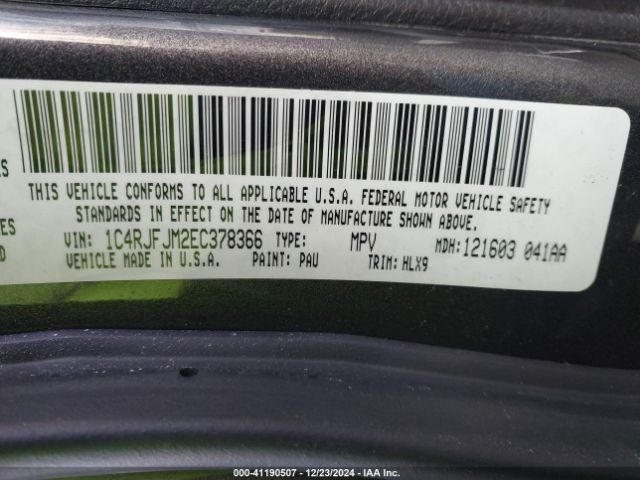 ES
THIS VEHICLE CONFORMS TO ALL APPLICABLE U.S.A. FEDERAL MOTOR VEHICLE SAFETY
STANDARDS IN EFFECT ON THE DATE OF MANUFACTURE SHOWN ABOVE.
YES
D
VIN: 1C4RJFJM2EC378366 TYPE: MPV MDH:121603 041AA
VEHICLE MADE IN U.S.A. PAINT: PAU TRIM: HLX9
000-41190507 - 12/23/2024 - IAA Inc.